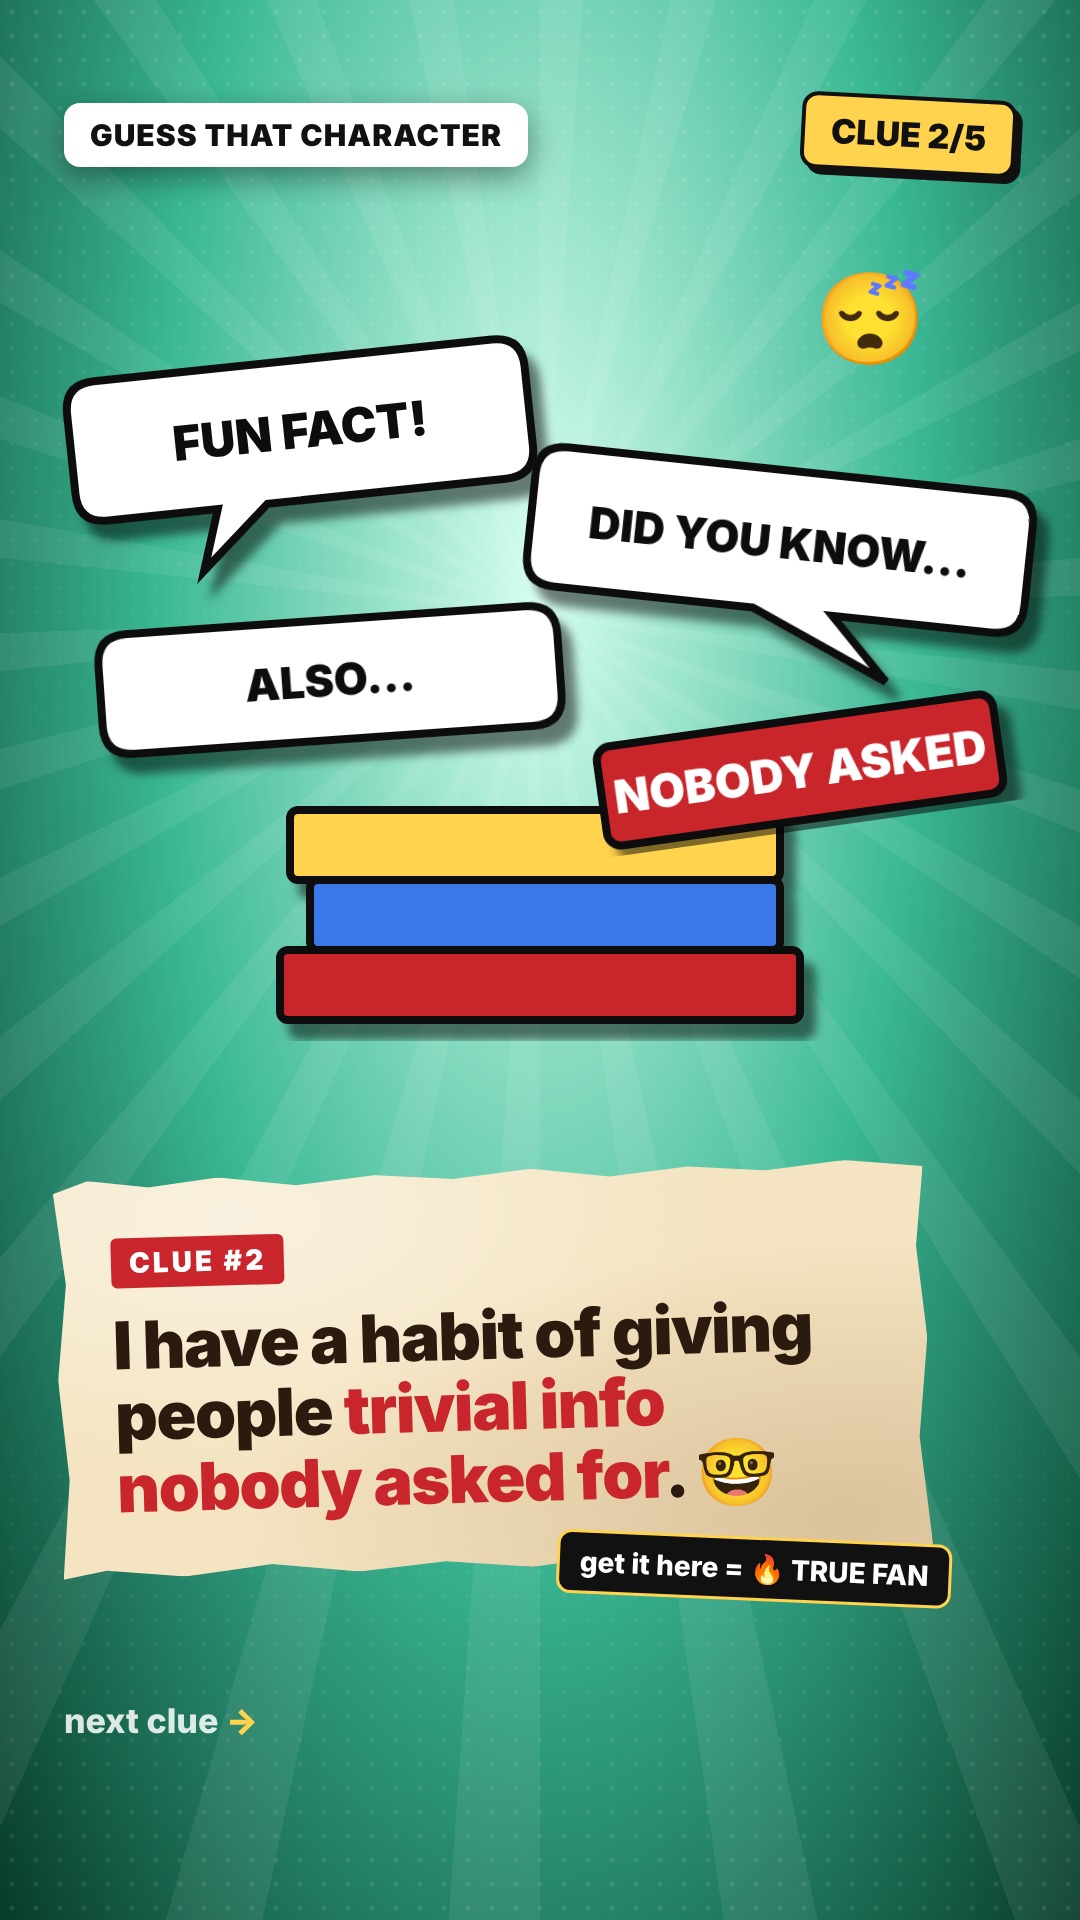 GUESS THAT CHARACTER
CLUE 2/5
FUN FACT!
DID YOU KNOW...
ALSO...
NOBODY ASKED
CLUE #2
I have a habit of giving
people trivial info
nobody asked for. 🤓
get it here = 🔥 TRUE FAN
next clue →